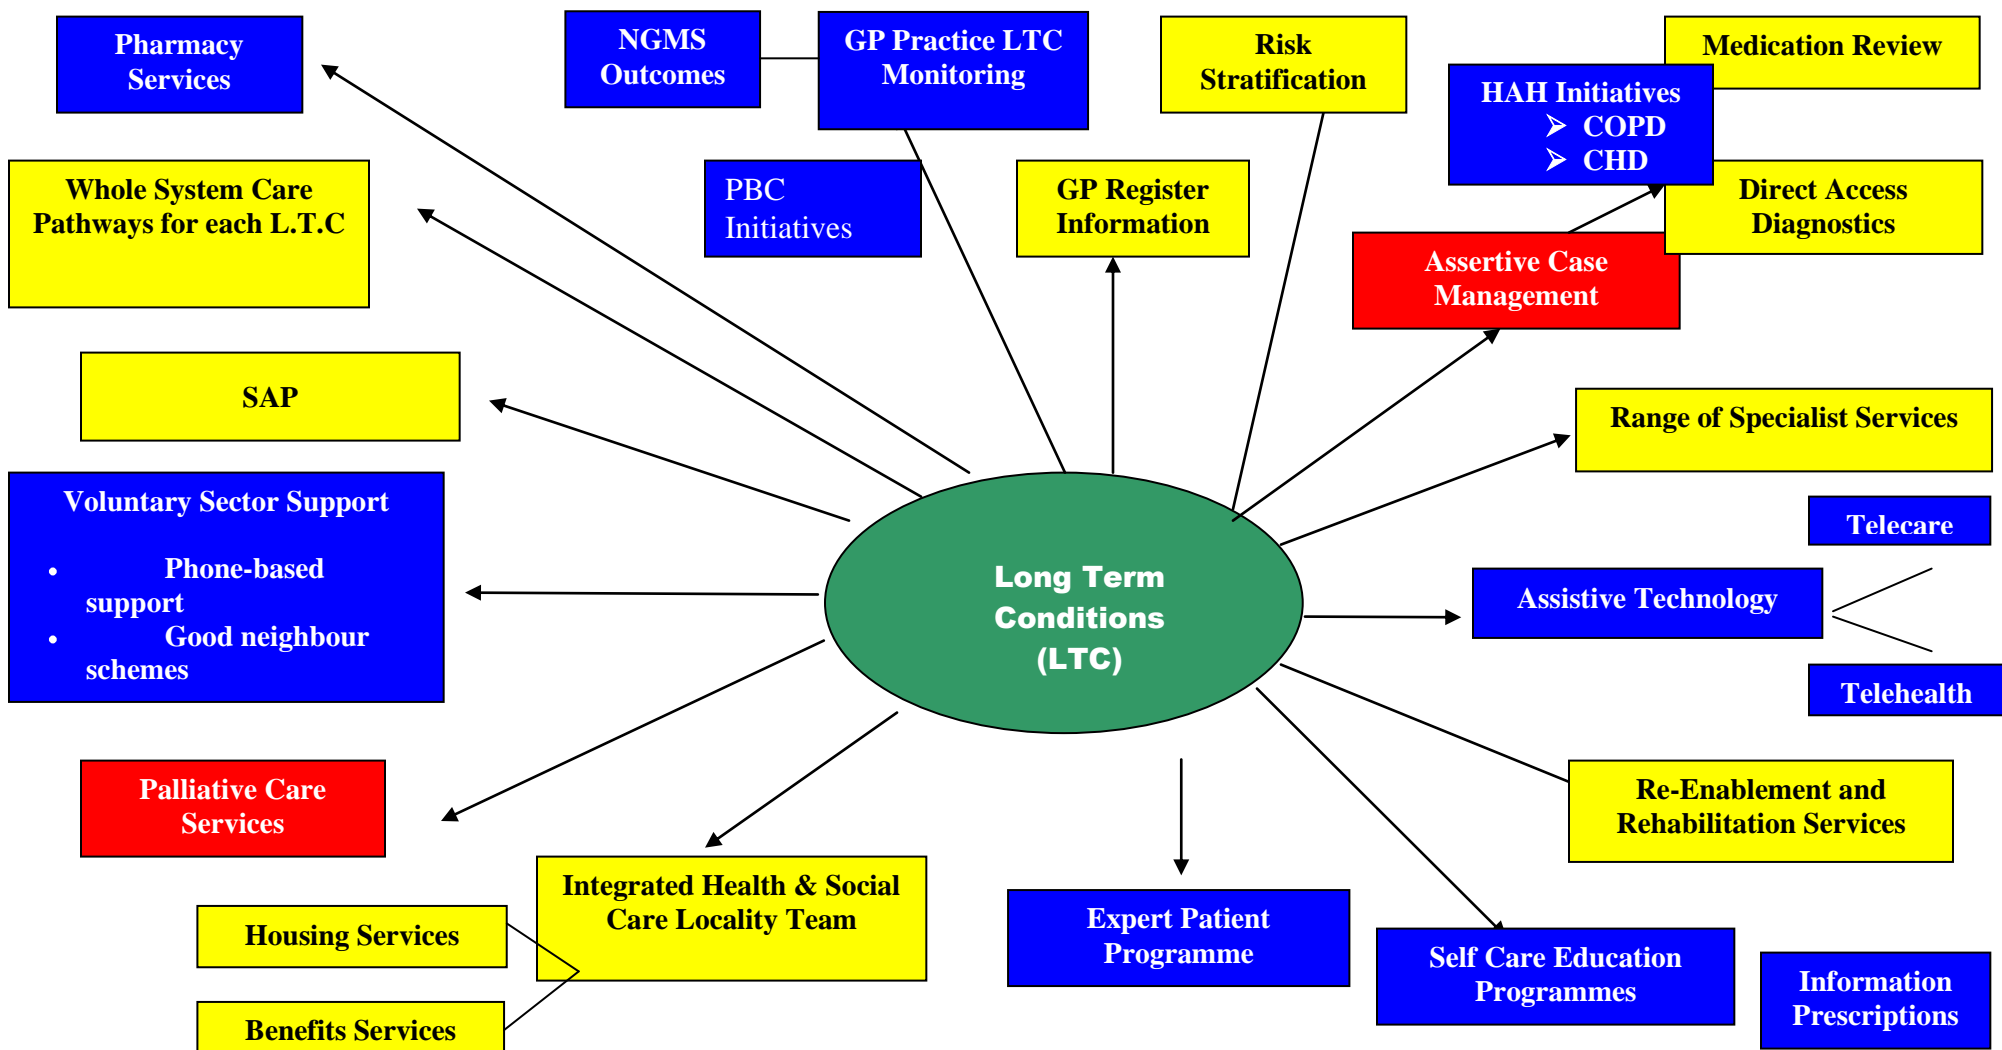 Pharmacy
Services
NGMS
Outcomes
GP Practice LTC
Monitoring
Risk
Stratification
Medication Review
HAH Initiatives
➢ COPD
➢ CHD
Whole System Care
Pathways for each L.T.C
PBC
Initiatives
GP Register
Information
Direct Access
Diagnostics
Assertive Case
Management
SAP
Range of Specialist Services
Voluntary Sector Support
• Phone-based
support
• Good neighbour
schemes
Long Term
Conditions
(LTC)
Telecare
Assistive Technology
Telehealth
Palliative Care
Services
Re-Enablement and
Rehabilitation Services
Integrated Health & Social
Care Locality Team
Housing Services
Benefits Services
Expert Patient
Programme
Self Care Education
Programmes
Information
Prescriptions